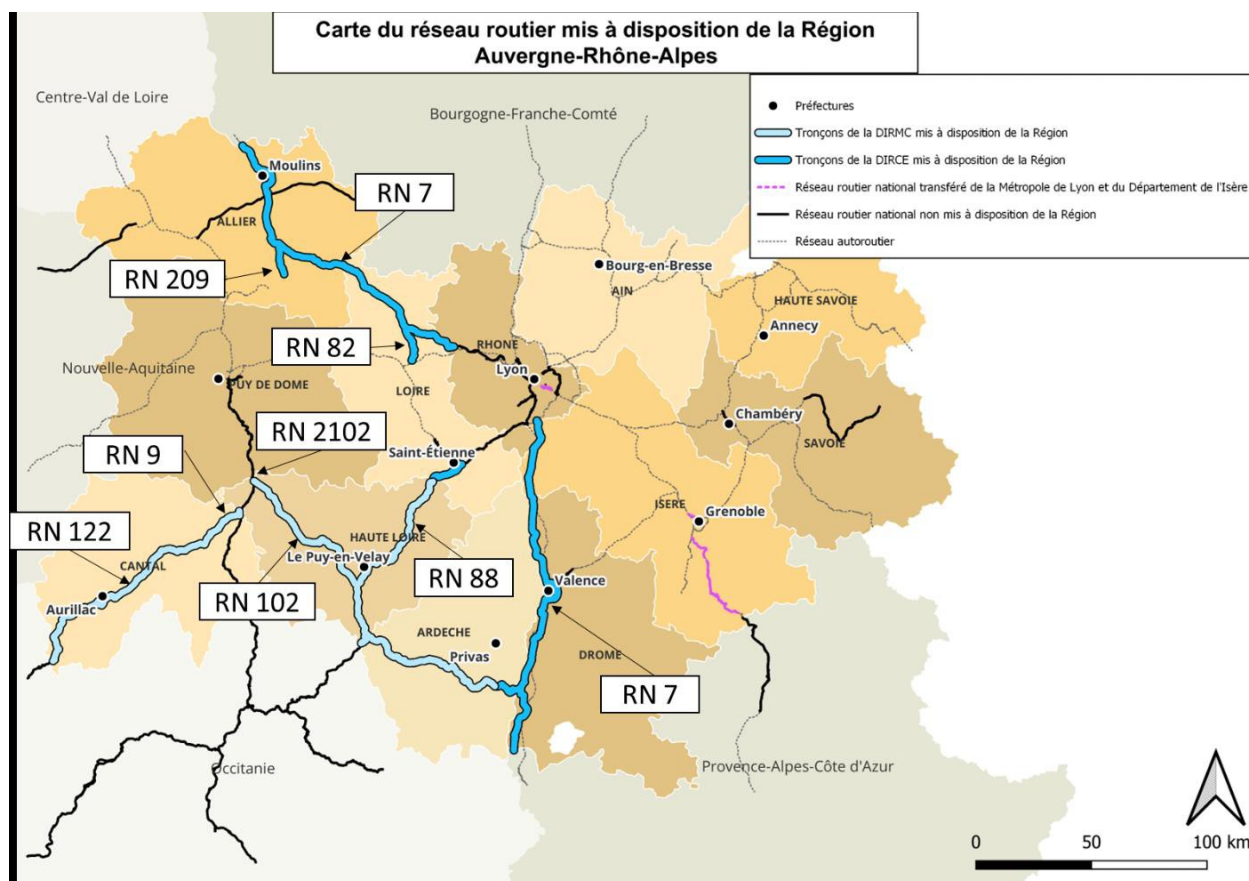 Carte du réseau routier mis à disposition de la Région
Auvergne-Rhône-Alpes
Préfectures
Tronçons de la DIRMC mis à disposition de la Région
Tronçons de la DIRCE mis à disposition de la Région
Réseau routier national transféré de la Métropole de Lyon et du Département de l'Isère
Réseau routier national non mis à disposition de la Région
Réseau autoroutier
Centre-Val de Loire
Bourgogne-Franche-Comté
Moulins
RN 7
ALLIER
RN 209
Bourg-en-Bresse
AIN
HAUTE SAVOIE
Annecy
RN 82
RHONE
Lyon
Nouvelle-Aquitaine
PUY DE DOME
LOIRE
Chambéry
SAVOIE
RN 2102
RN 9
Saint-Étienne
ISERE
Grenoble
RN 122
HAUTE LOIRE
Le Puy-en-Velay
CANTAL
RN 88
Valence
Aurillac
RN 102
ARDECHE
Privas
DROME
RN 7
Occitanie
Provence-Alpes-Côte d'Azur
0 50 100 km